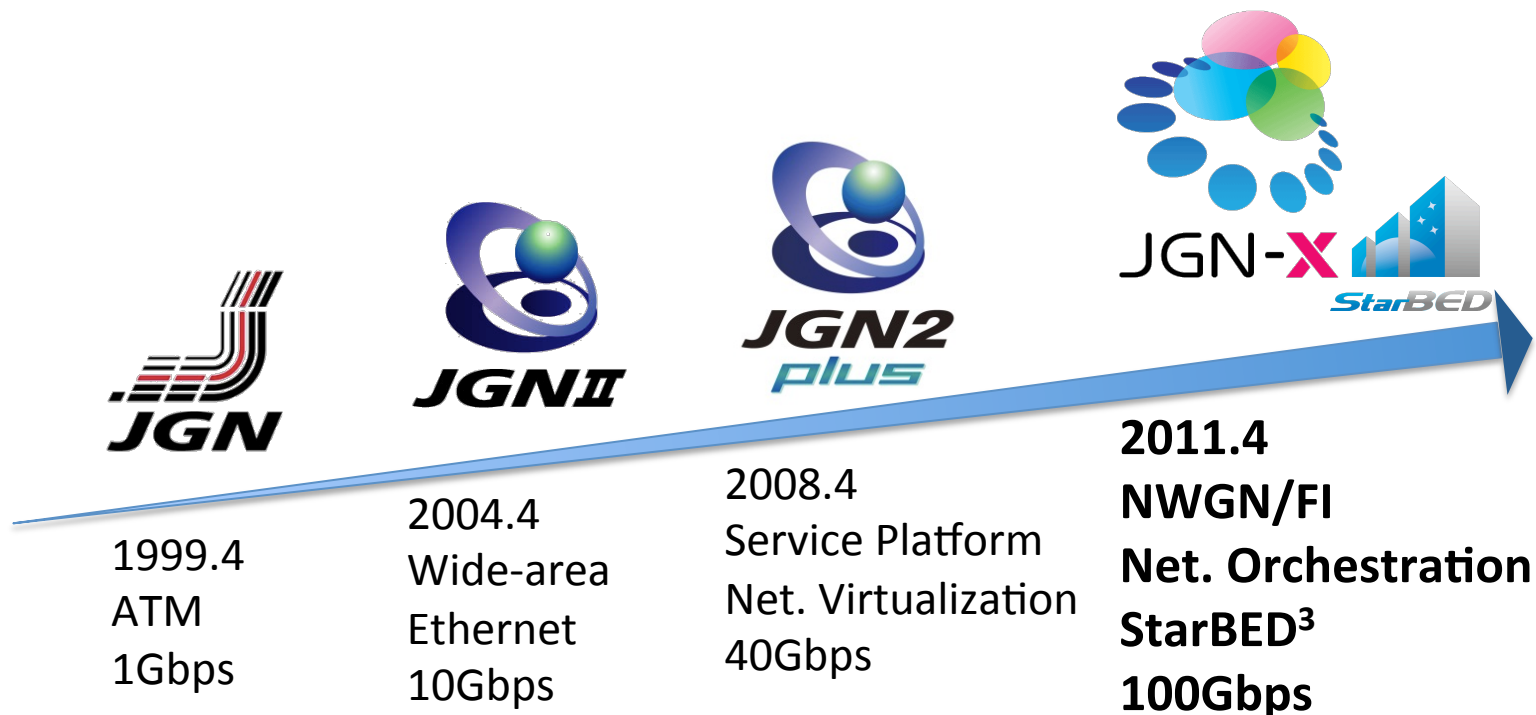 JGN
1999.4
ATM
1Gbps
JGNII
2004.4
Wide-area
Ethernet
10Gbps
JGN2
plus
2008.4
Service Platform
Net. Virtualization
40Gbps
JGN-X
StarBED
2011.4
NWGN/FI
Net. Orchestration
StarBED³
100Gbps